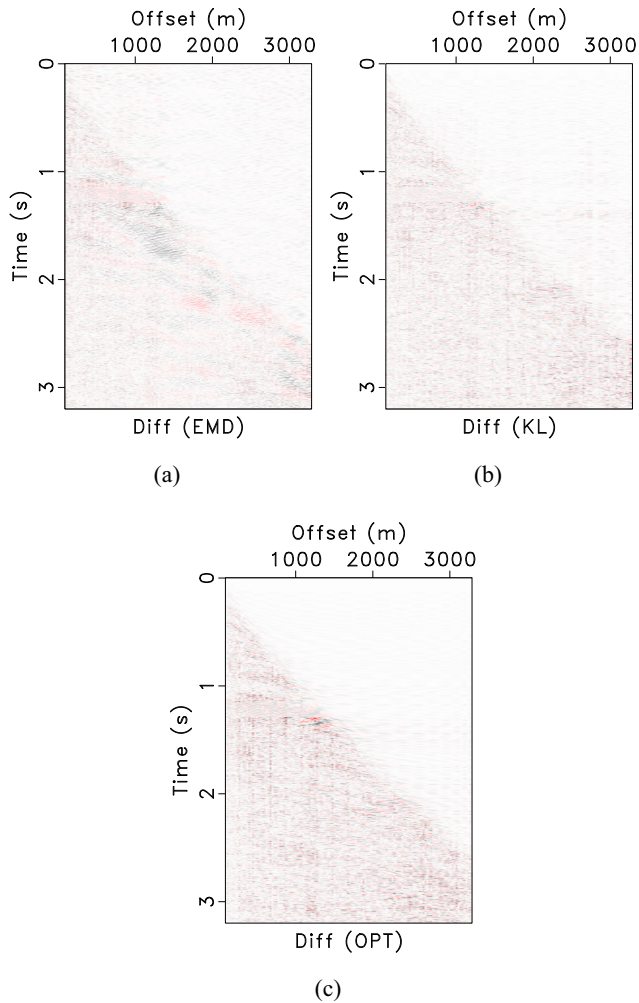 Offset (m)
1000 2000 3000
0
1
2
3
Time (s)
Diff (EMD)
(a)
Offset (m)
1000 2000 3000
0
1
2
3
Time (s)
Diff (KL)
(b)
Offset (m)
1000 2000 3000
0
1
2
3
Time (s)
Diff (OPT)
(c)